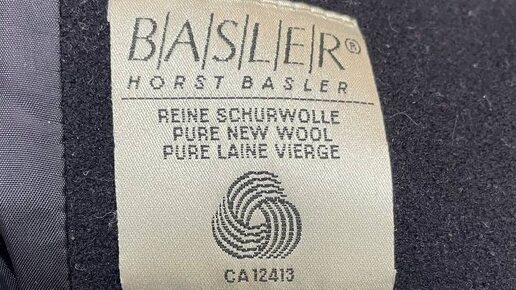 B/A/S/L/E/R®
HORST BASLER
REINE SCHURWOLLE
PURE NEW WOOL
PURE LAINE VIERGE
CA12413